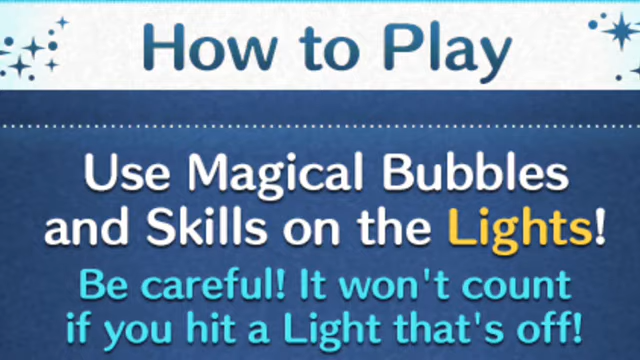 How to Play
Use Magical Bubbles
and Skills on the Lights!
Be careful! It won't count
if you hit a Light that's off!